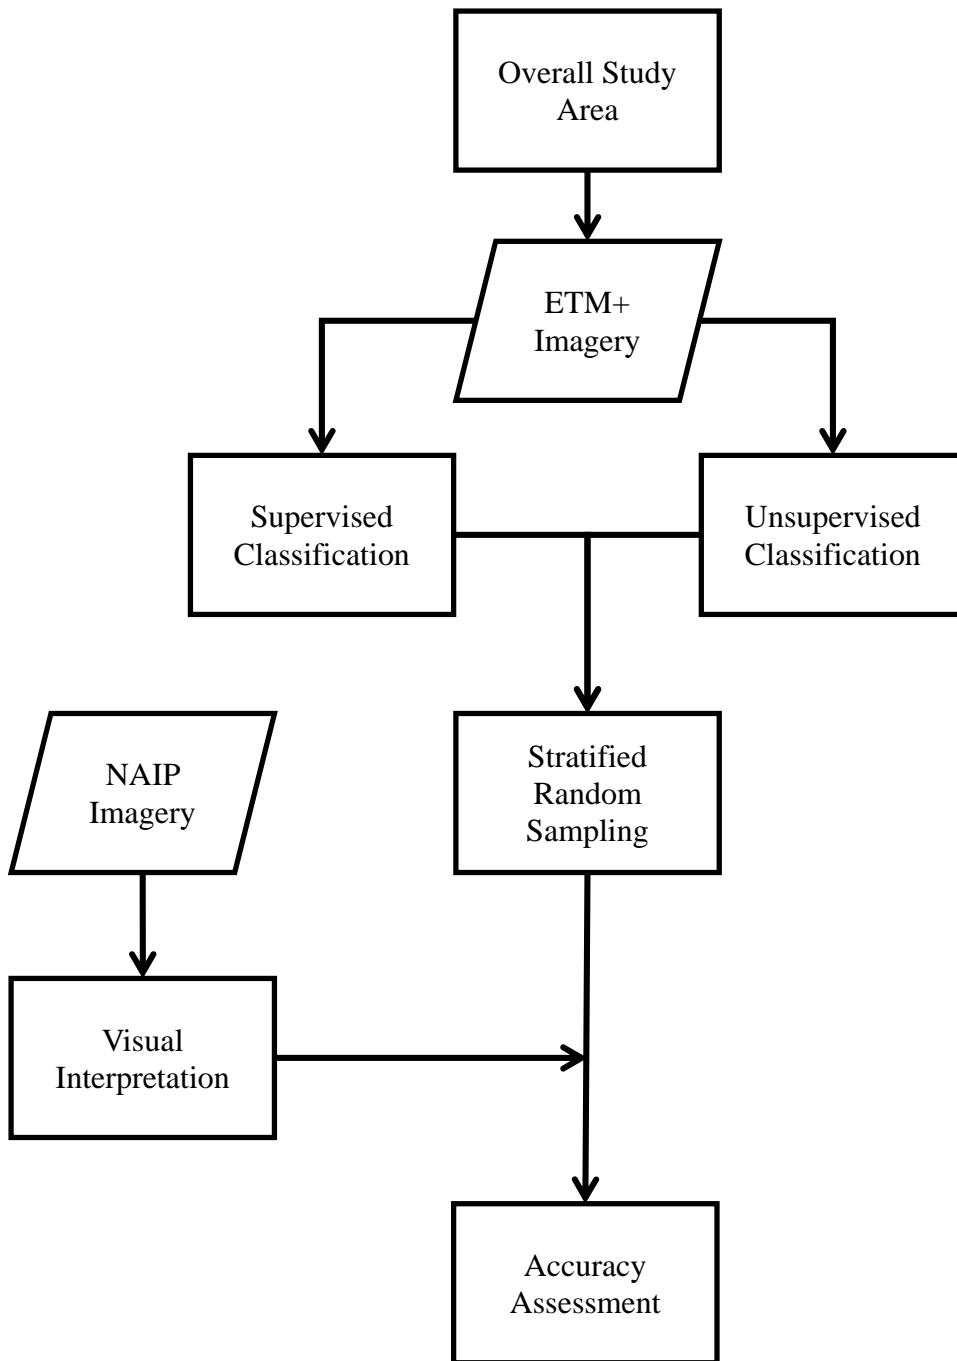 Overall Study
Area
ETM+
Imagery
Supervised
Classification
Unsupervised
Classification
NAIP
Imagery
Stratified
Random
Sampling
Visual
Interpretation
Accuracy
Assessment